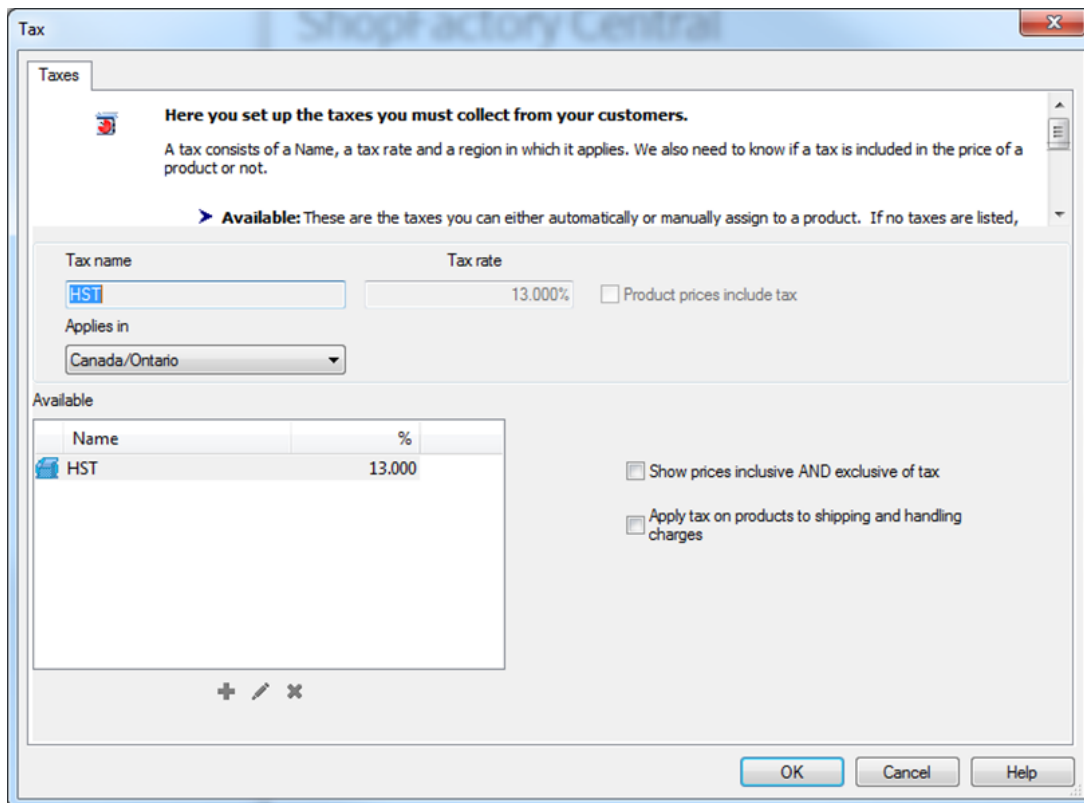 ShopFactory Central
Tax
Taxes
Here you set up the taxes you must collect from your customers.
A tax consists of a Name, a tax rate and a region in which it applies. We also need to know if a tax is included in the price of a
product or not.
Available: These are the taxes you can either automatically or manually assign to a product. If no taxes are listed,
Tax name
Tax rate
HST
13.000%
Product prices include tax
Applies in
Canada/Ontario
Available
Name %
HST 13.000
Show prices inclusive AND exclusive of tax
Apply tax on products to shipping and handling
charges
OK
Cancel
Help